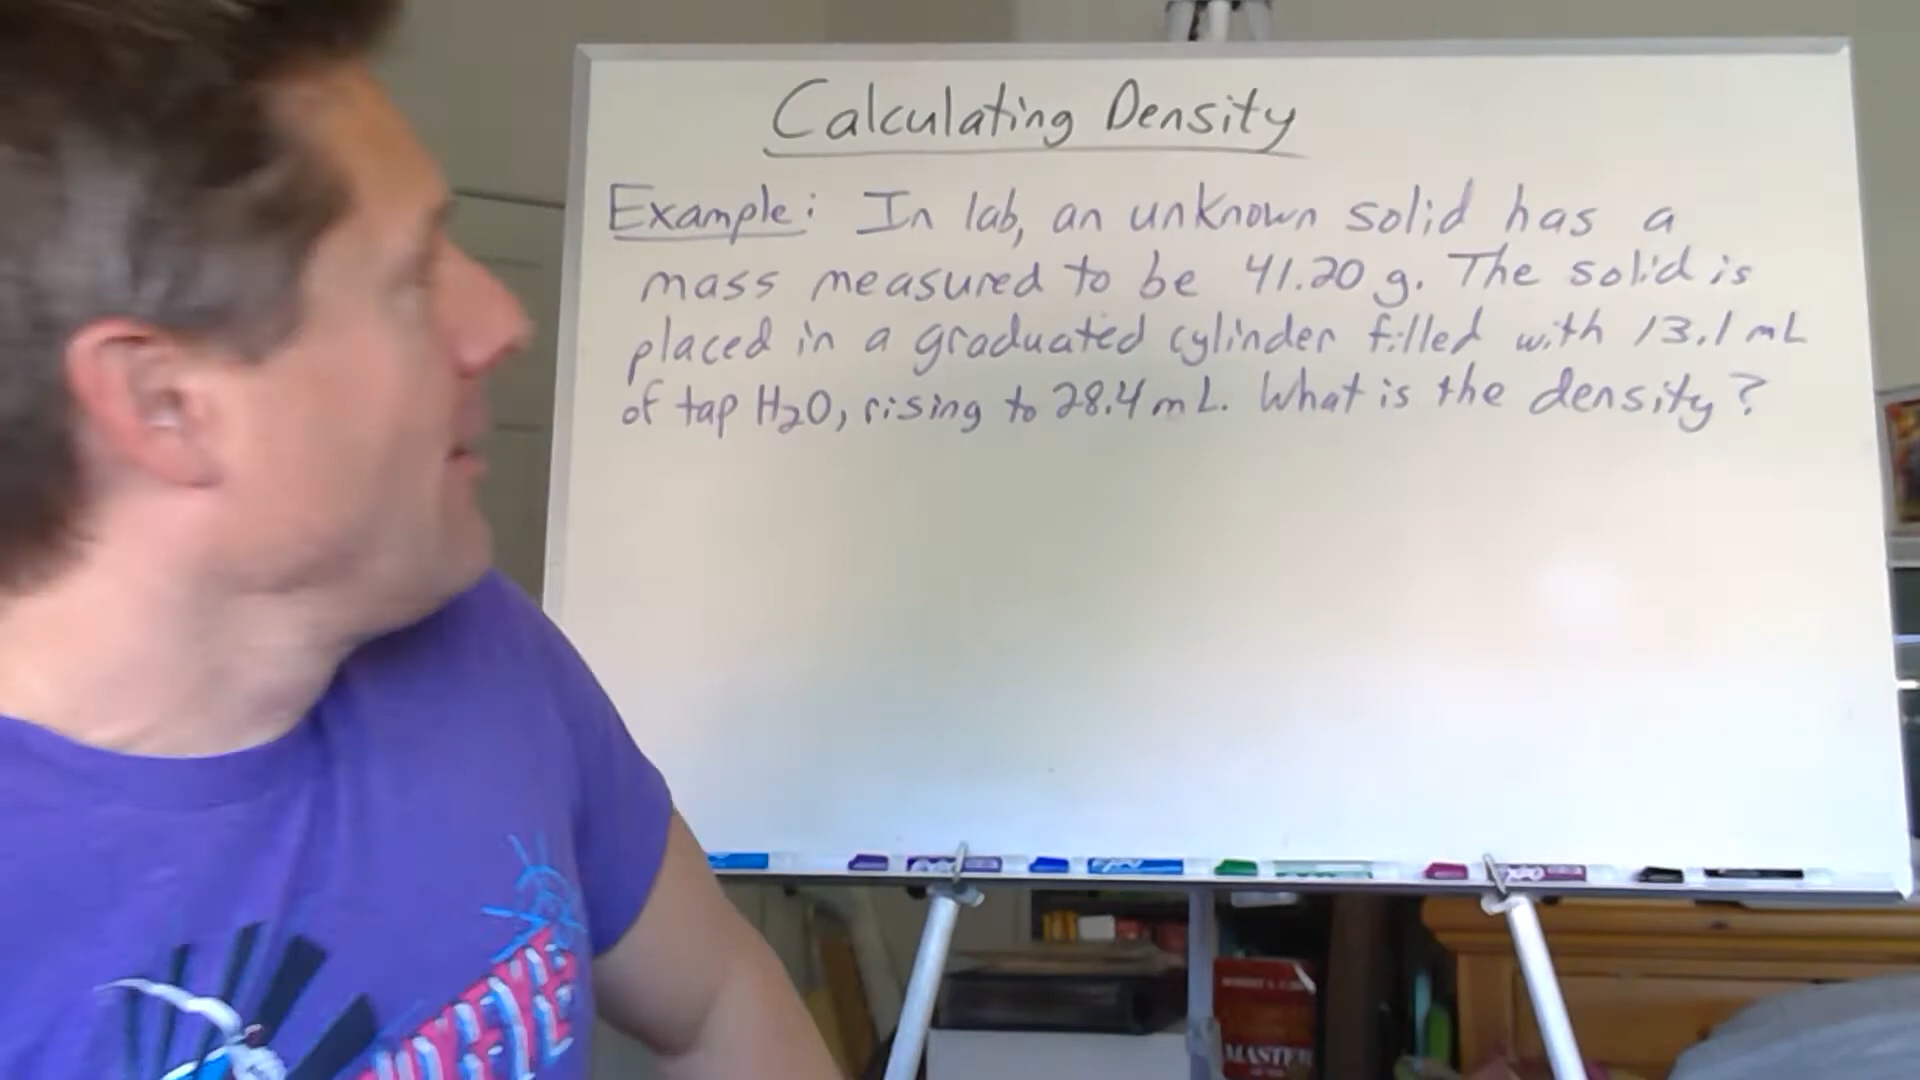 Calculating Density
Example: In lab, an unknown solid has a
mass measured to be 41.20 g. The solid is
placed in a graduated cylinder filled with 13.1 mL
of tap H2O, rising to 28.4 mL. What is the density?
MASTER